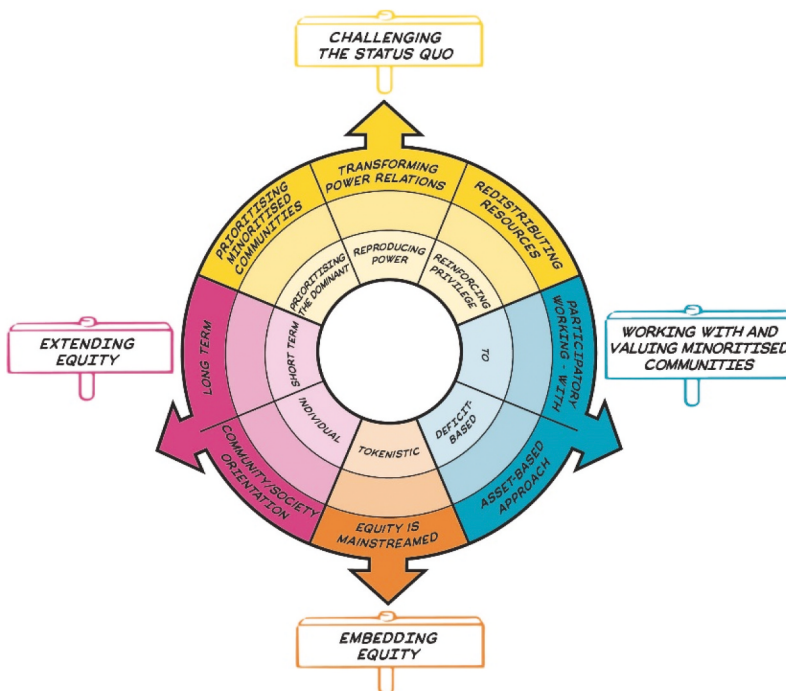 CHALLENGING
THE STATUS QUO
TRANSFORMING
POWER RELATIONS
PRIORITISING
MINORITISED
COMMUNITIES
REDISTRIBUTING
RESOURCES
REPRODUCING
POWER
PRIORITISING
THE DOMINANT
REINFORCING
PRIVILEGE
EXTENDING
EQUITY
LONG TERM
SHORT TERM
TO
PARTICIPATORY
WORKING - WITH
WORKING WITH AND
VALUING MINORITISED
COMMUNITIES
INDIVIDUAL
DEFICIT-
BASED
TOKENISTIC
COMMUNITY/SOCIETY
ORIENTATION
ASSET-BASED
APPROACH
EQUITY IS
MAINSTREAMED
EMBEDDING
EQUITY